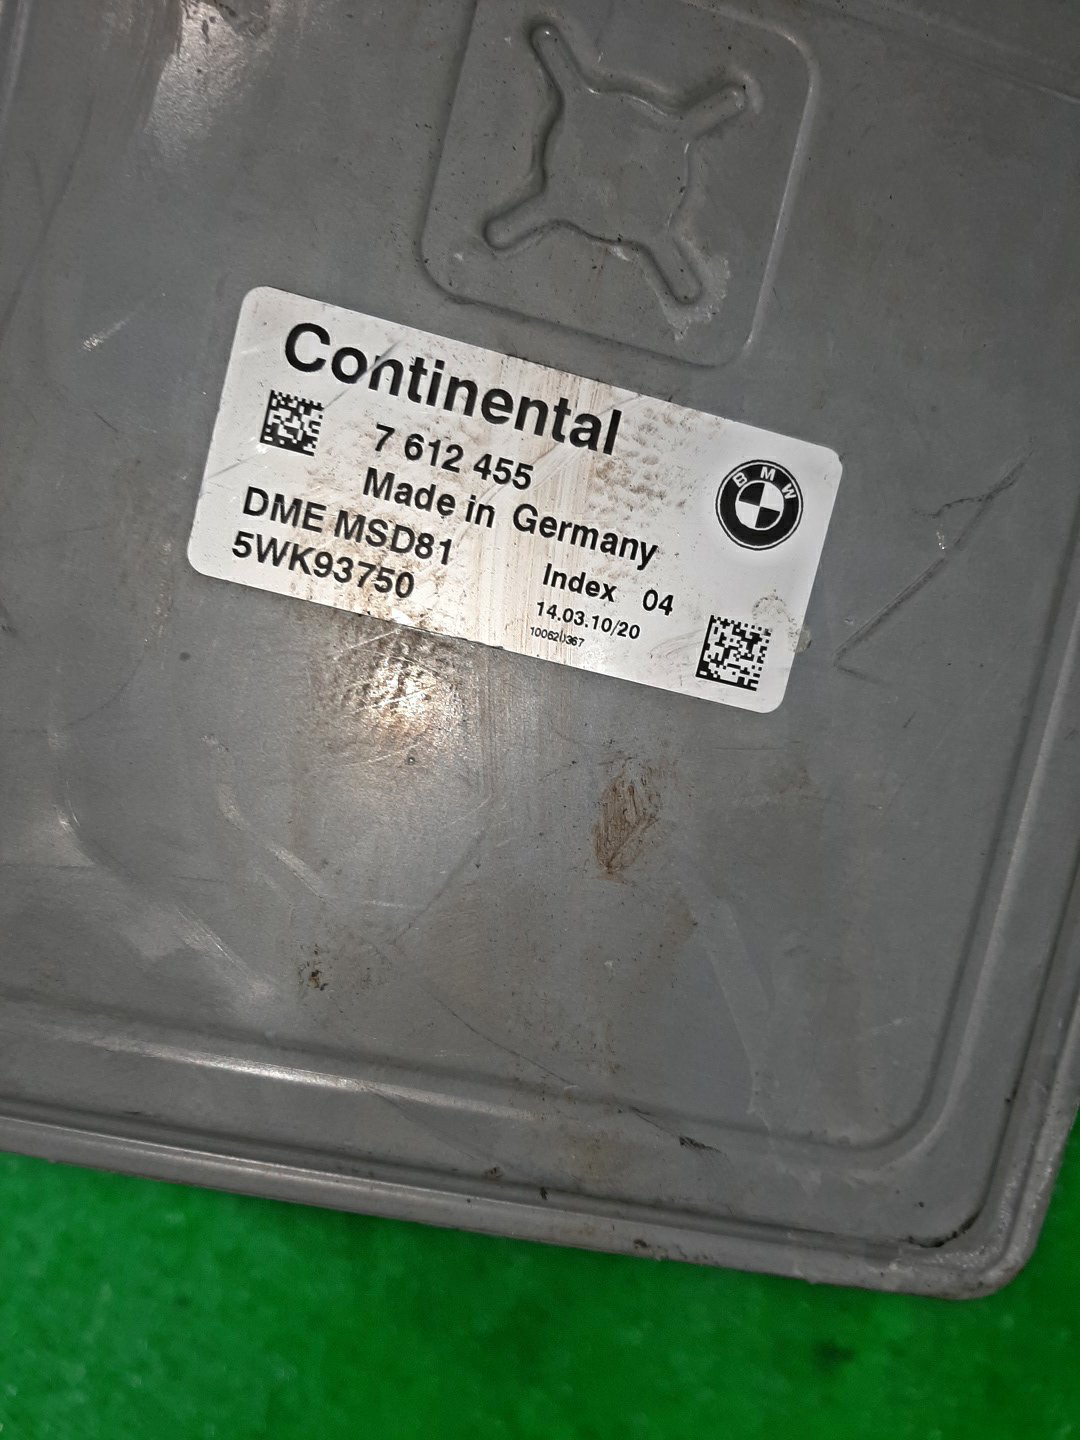 Continental
7 612 455
Made in Germany
DME MSD81
5WK93750
Index 04
14.03.10/20
BMW